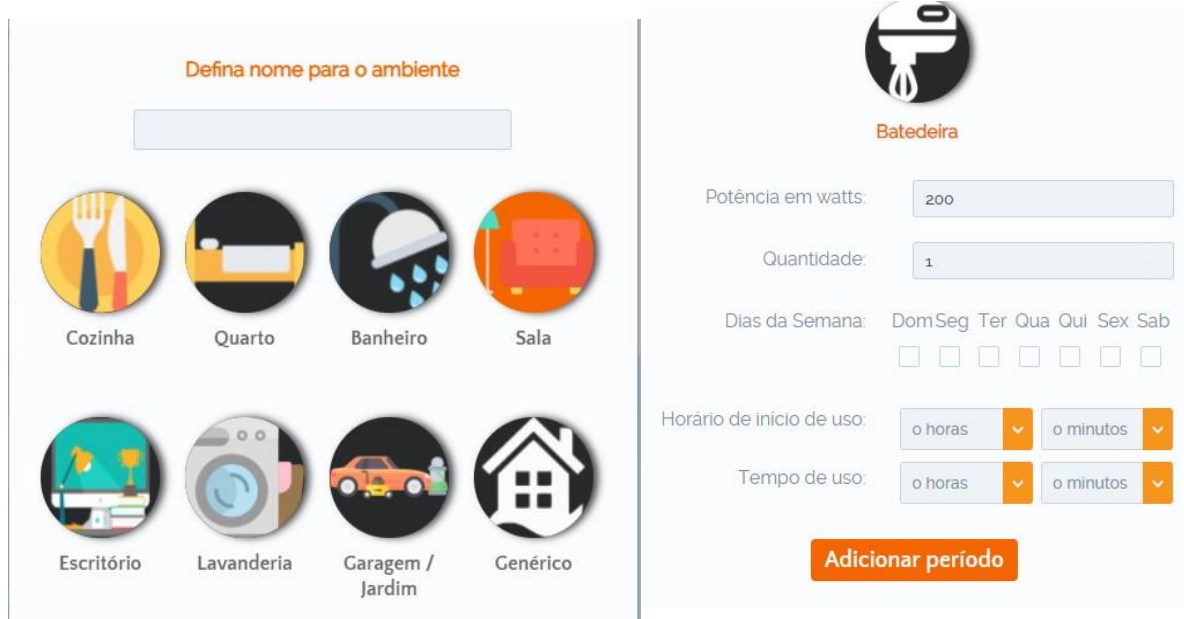 Defina nome para o ambiente
Cozinha Quarto Banheiro Sala
Escritório Lavanderia Garagem / Jardim Genérico
Batedeira
Potência em watts: 200
Quantidade: 1
Dias da Semana: Dom Seg Ter Qua Qui Sex Sab
Horário de início de uso: 0 horas 0 minutos
Tempo de uso: 0 horas 0 minutos
Adicionar período